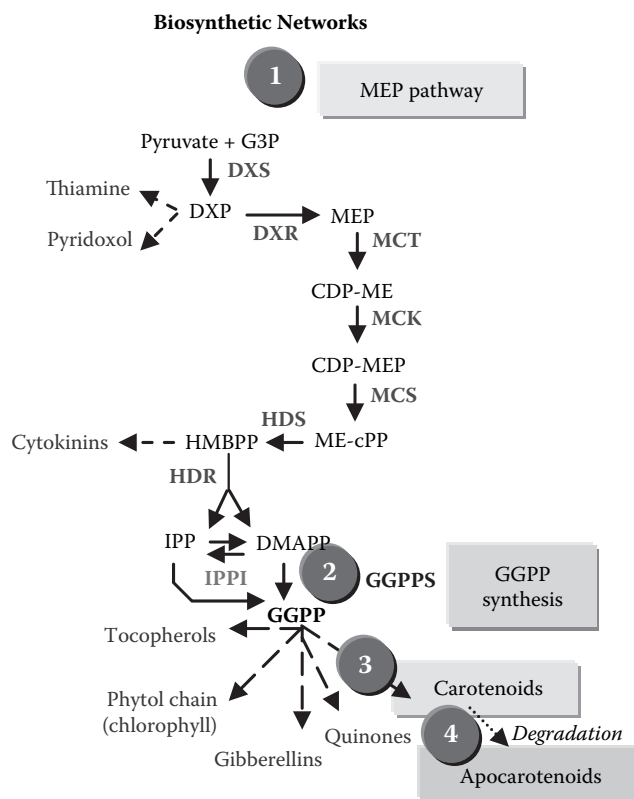 Biosynthetic Networks
1
MEP pathway
Pyruvate + G3P
DXS
Thiamine
DXP
MEP
Pyridoxol
DXR
MCT
CDP-ME
MCK
CDP-MEP
MCS
HDS
Cytokinins
HMBPP
ME-cPP
HDR
IPP
DMAPP
IPPI
2
GGPPS
GGPP
synthesis
GGPP
Tocopherols
3
Phytol chain
(chlorophyll)
Carotenoids
Quinones
4
Degradation
Gibberellins
Apocarotenoids